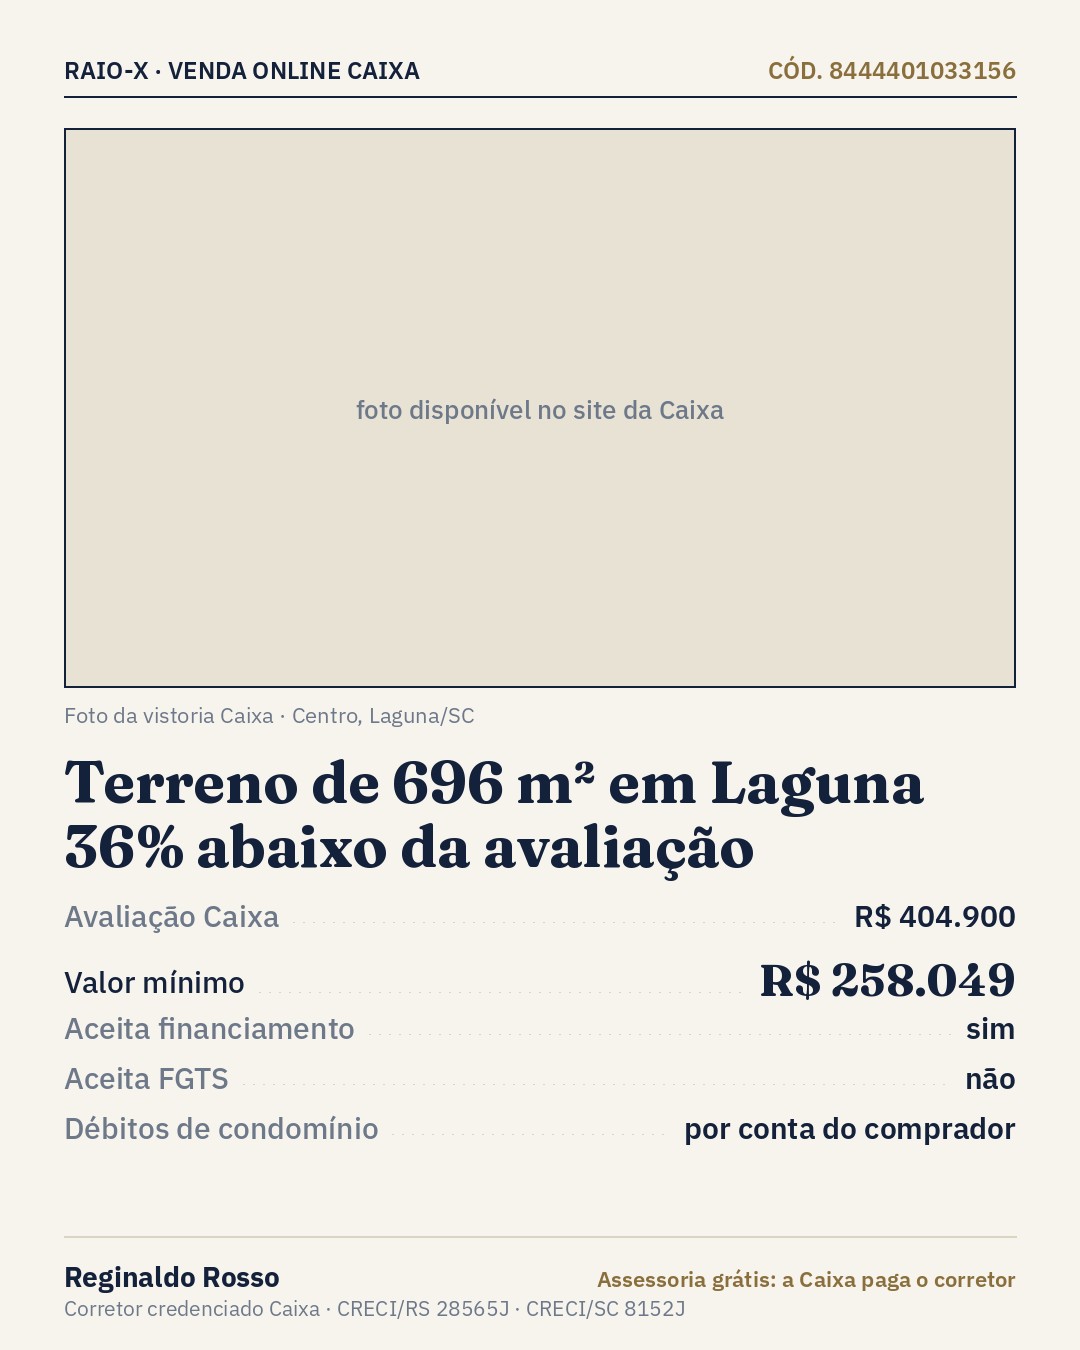 RAIO-X · VENDA ONLINE CAIXA
CÓD. 8444401033156
foto disponível no site da Caixa
Foto da vistoria Caixa · Centro, Laguna/SC
Terreno de 696 m² em Laguna
36% abaixo da avaliação
Avaliação Caixa R$ 404.900
Valor mínimo R$ 258.049
Aceita financiamento sim
Aceita FGTS não
Débitos de condomínio por conta do comprador
Reginaldo Rosso
Assessoria grátis: a Caixa paga o corretor
Corretor credenciado Caixa · CRECI/RS 28565J · CRECI/SC 8152J